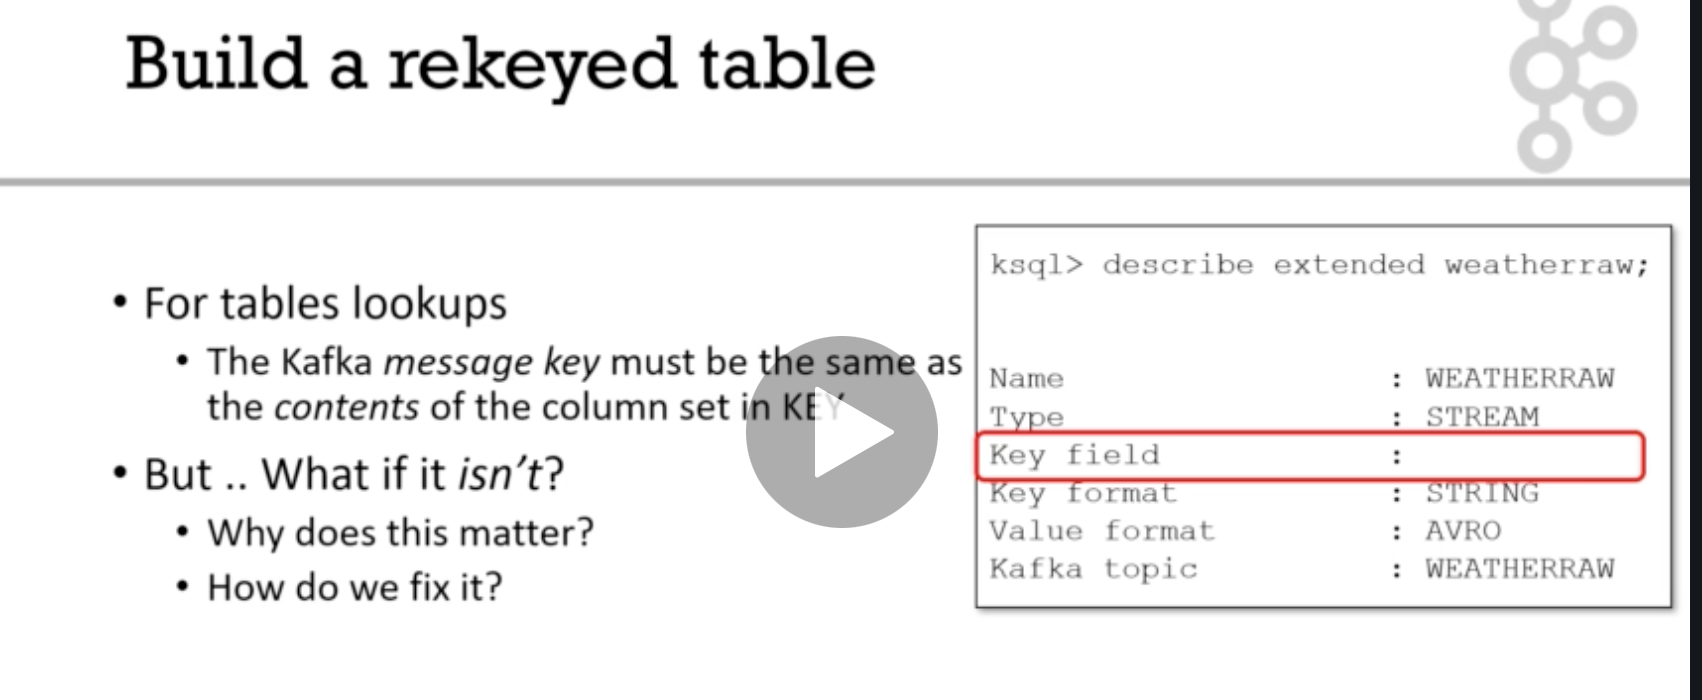 Build a rekeyed table
• For tables lookups
• The Kafka message key must be the same as
the contents of the column set in KEY
• But .. What if it isn't?
• Why does this matter?
• How do we fix it?
ksql> describe extended weatherraw;
Name : WEATHERRAW
Type : STREAM
Key field :
Key format : STRING
Value format : AVRO
Kafka topic : WEATHERRAW